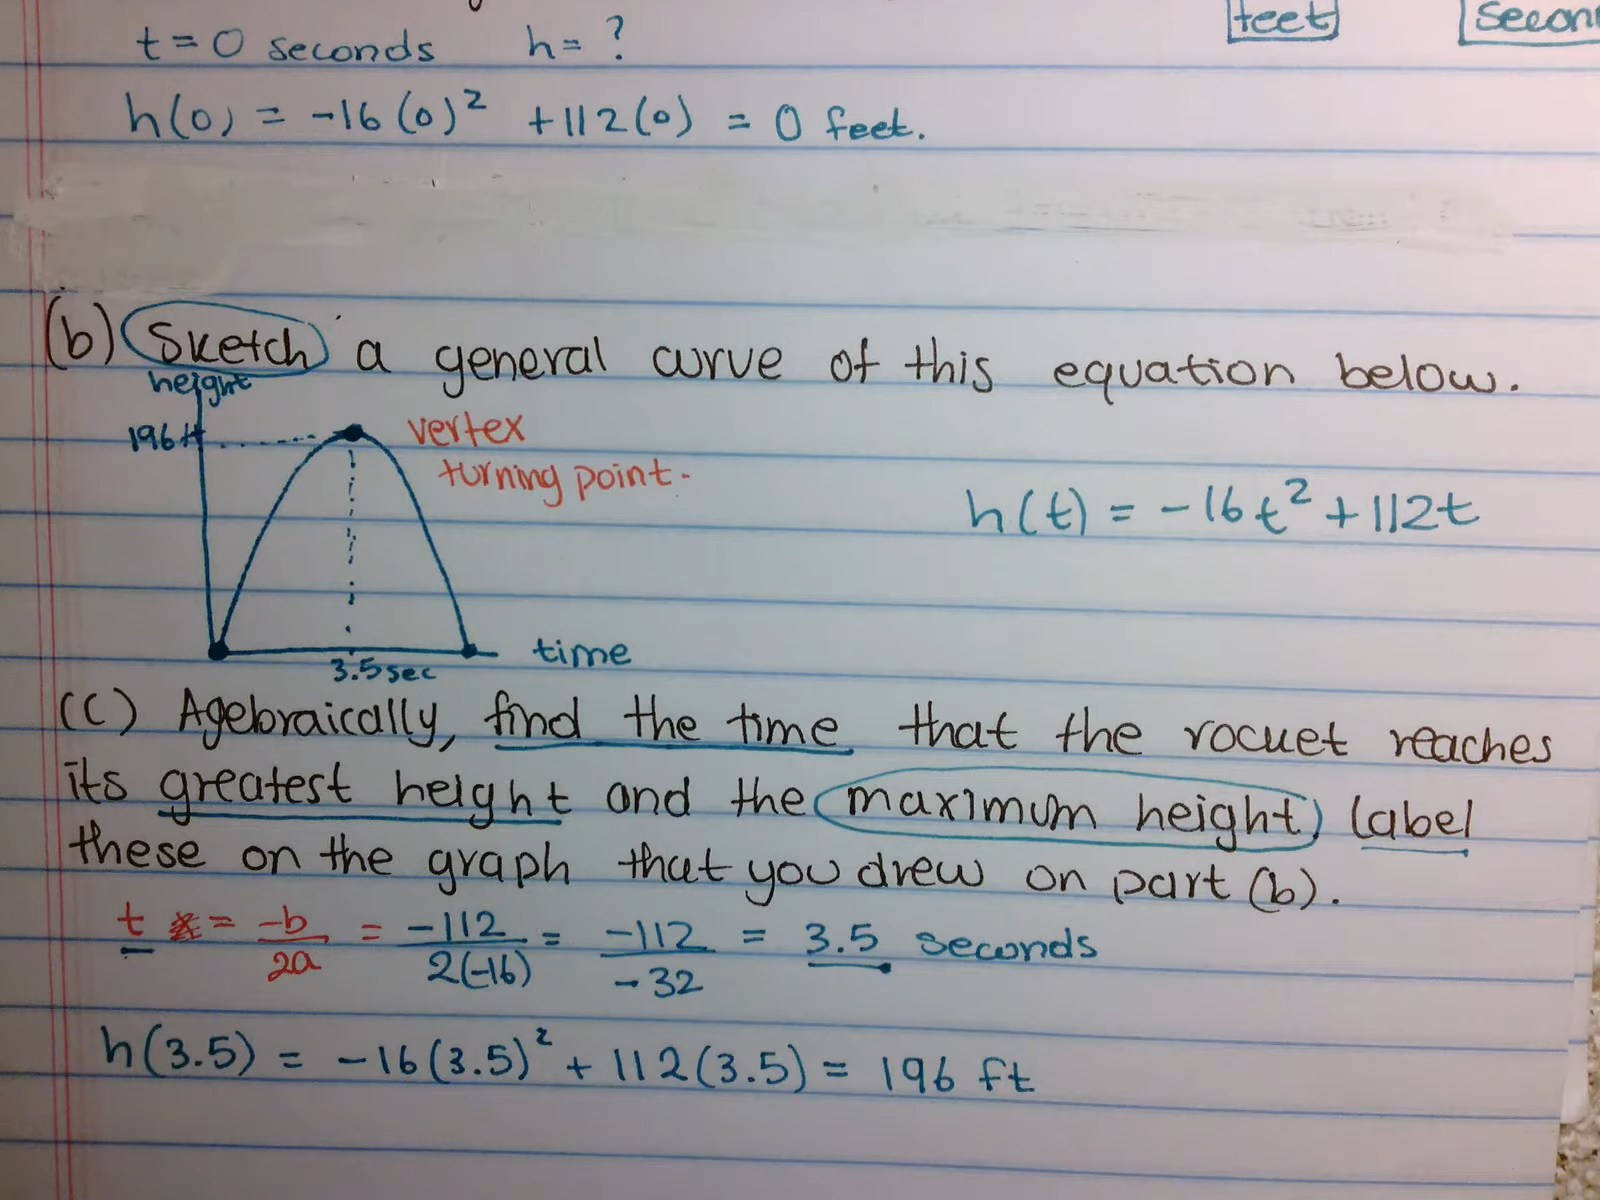 t = 0 seconds h = ? feet
h(0) = -16(0)² +112(0) = 0 feet.
(b) Sketch a general curve of this equation below.
height
196ft
vertex
turning point.
h(t) = -16t² + 112t
time
3.5 sec
(c) Agebraically, find the time that the rocket reaches
its greatest height and the maximum height, label
these on the graph that you drew on part (b).
t = -b/2a = -112/2(-16) = -112/-32 = 3.5 seconds
h(3.5) = -16(3.5)² + 112(3.5) = 196 ft